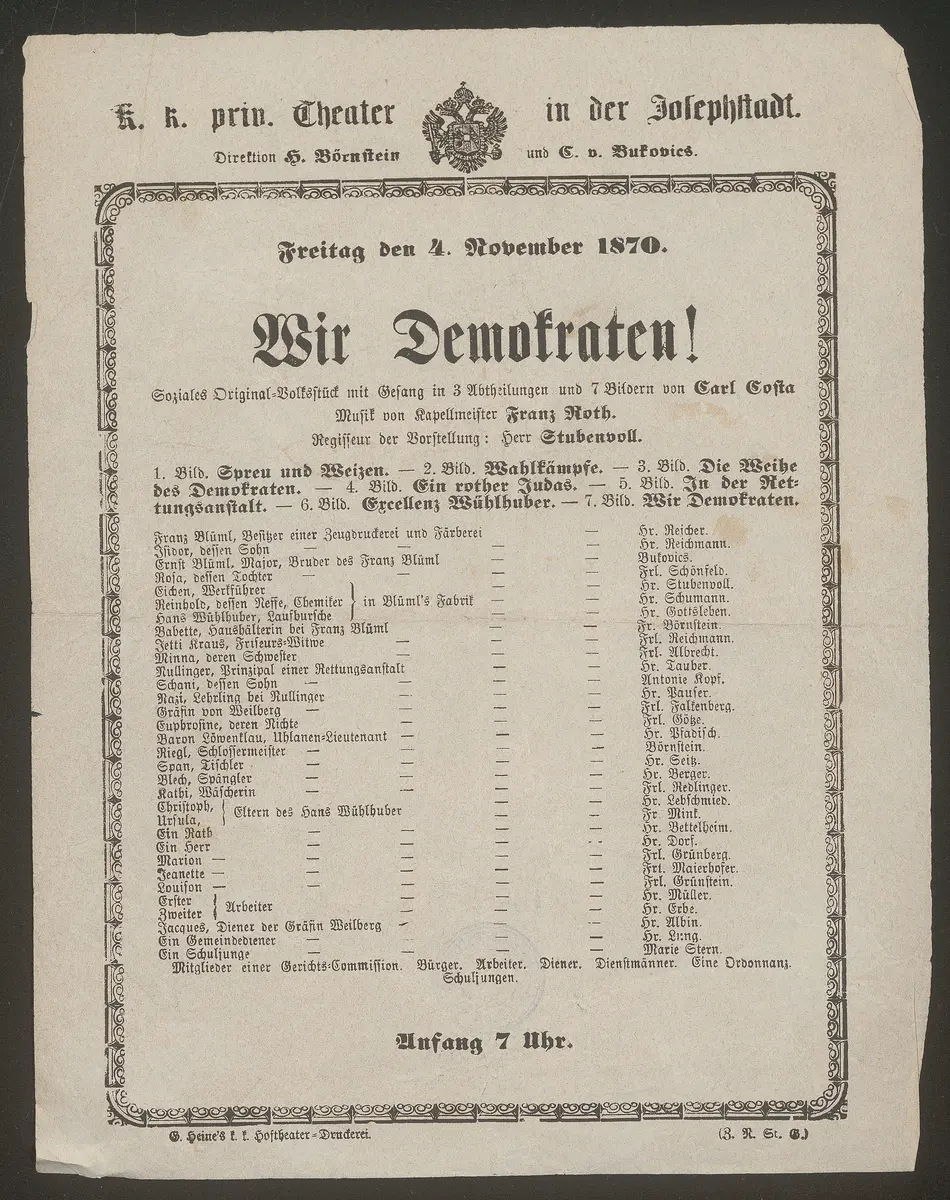 K. k. priv. Theater in der Josephstadt.
Direktion H. Börnstein und C. v. Bukovics.
Freitag den 4. November 1870.
Wir Demokraten!
Soziales Original-Volksstück mit Gesang in 3 Abtheilungen und 7 Bildern von Carl Costa
Musik von Kapellmeister Franz Roth.
Regisseur der Vorstellung: Herr Stubenvoll.
1. Bild. Spreu und Weizen. — 2. Bild. Wahlkämpfe. — 3. Bild. Die Weihe
des Demokraten. — 4. Bild. Ein rother Judas. — 5. Bild. In der Ret-
tungsanstalt. — 6. Bild. Excellenz Wühlhuber. — 7. Bild. Wir Demokraten.
Franz Blüml, Besitzer einer Zeugdruckerei und Färberei — Hr. Reicher.
Isidor, dessen Sohn — — — — Hr. Reichmann.
Ernst Blüml, Major, Bruder des Franz Blüml — — Bukovics.
Rosa, dessen Tochter — — — — Frl. Schönfeld.
Eichen, Werkführer — — Hr. Stubenvoll.
Reinhold, dessen Neffe, Chemiker } in Blüml's Fabrik — — Hr. Schumann.
Hans Wühlhuber, Laufbursche — — Hr. Gottsleben.
Babette, Haushälterin bei Franz Blüml — — Fr. Börnstein.
Jetti Kraus, Friseurs-Witwe — — — Frl. Reichmann.
Minna, deren Schwester — — — Frl. Albrecht.
Nullinger, Prinzipal einer Rettungsanstalt — — Hr. Tauber.
Schani, dessen Sohn — — — — Antonie Kopf.
Nazi, Lehrling bei Nullinger — — — Hr. Pauser.
Gräfin von Weilberg — — — — Frl. Falkenberg.
Euphrosine, deren Nichte — — — Frl. Götze.
Baron Löwenklau, Uhlanen-Lieutenant — — — Hr. Pfadisch.
Riegl, Schlossermeister — — — — Börnstein.
Span, Tischler — — — — Hr. Seitz.
Blech, Spängler — — — — Hr. Berger.
Kathi, Wäscherin — — — — Frl. Redlinger.
Christoph, — — Hr. Lebschmied.
Ursula, } Eltern des Hans Wühlhuber — — Fr. Mink.
Ein Rath — — — — Hr. Bettelheim.
Ein Herr — — — Hr. Dorf.
Marion — — — — — Frl. Grünberg.
Jeanette — — — — — Frl. Maierhofer.
Louison — — — — — Frl. Grünstein.
Erster — — — Hr. Müller.
Zweiter } Arbeiter — — — Hr. Erbe.
Jacques, Diener der Gräfin Weilberg — — — Hr. Albin.
Ein Gemeindediener — — — — Hr.
Ein Schuljunge — — — — Marie Stern.
Mitglieder einer Gerichts-Commission. Bürger. Arbeiter. Diener. Dienstmänner. Eine Ordonnanz.
Schuljungen.
Anfang 7 Uhr.
G. Heine's k. k. Hoftheater-Druckerei. (Z. N. St. G.)